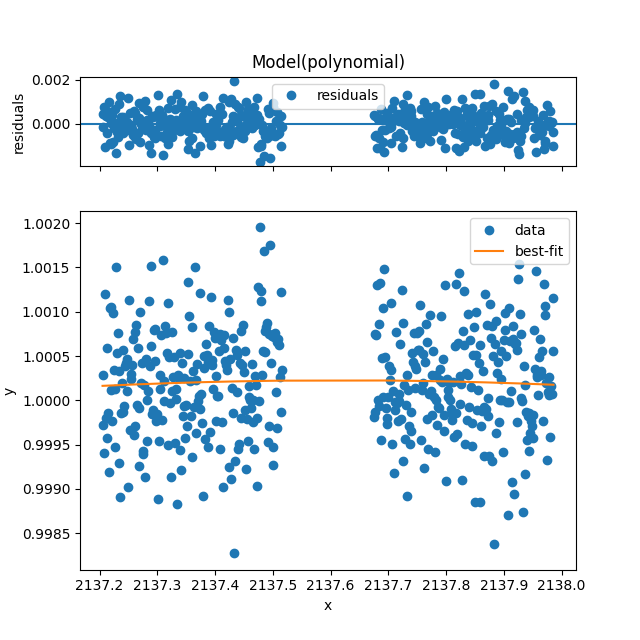 Model(polynomial)
residuals
0.002
0.000
residuals
y
1.0020
1.0015
1.0010
1.0005
1.0000
0.9995
0.9990
0.9985
data
best-fit
2137.2 2137.3 2137.4 2137.5 2137.6 2137.7 2137.8 2137.9 2138.0
x